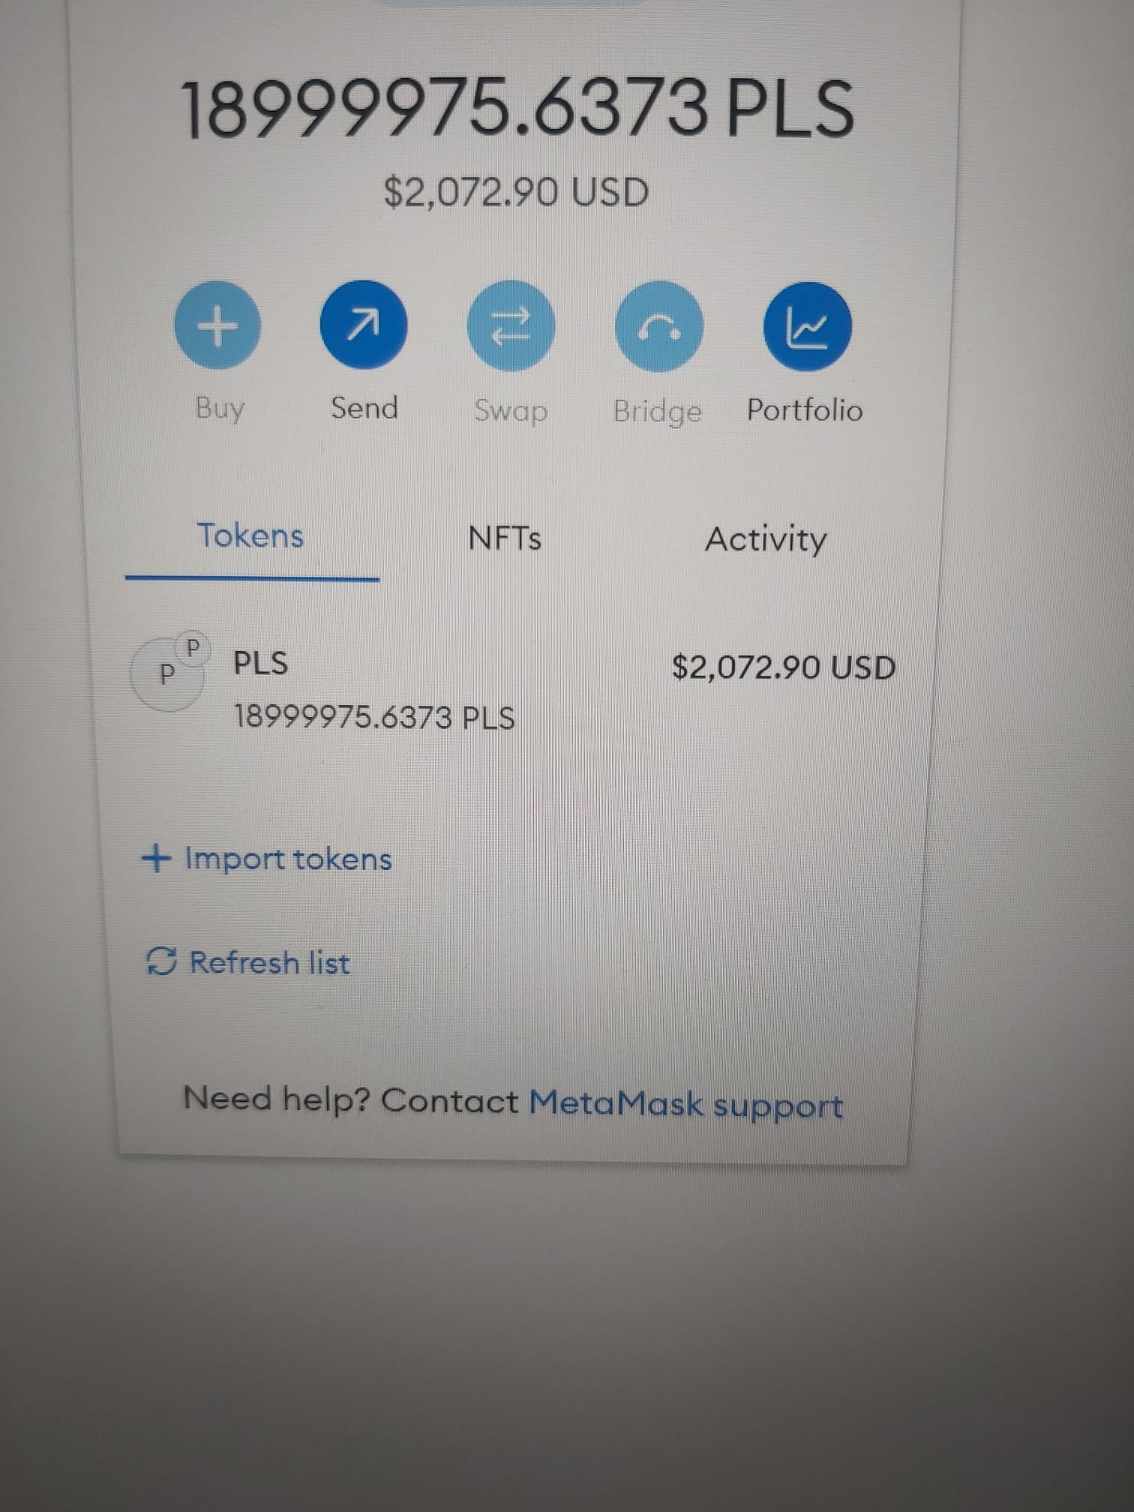 18999975.6373 PLS
$2,072.90 USD
Buy Send Swap Bridge Portfolio
Tokens NFTs Activity
P
P
PLS $2,072.90 USD
18999975.6373 PLS
+ Import tokens
Refresh list
Need help? Contact MetaMask support